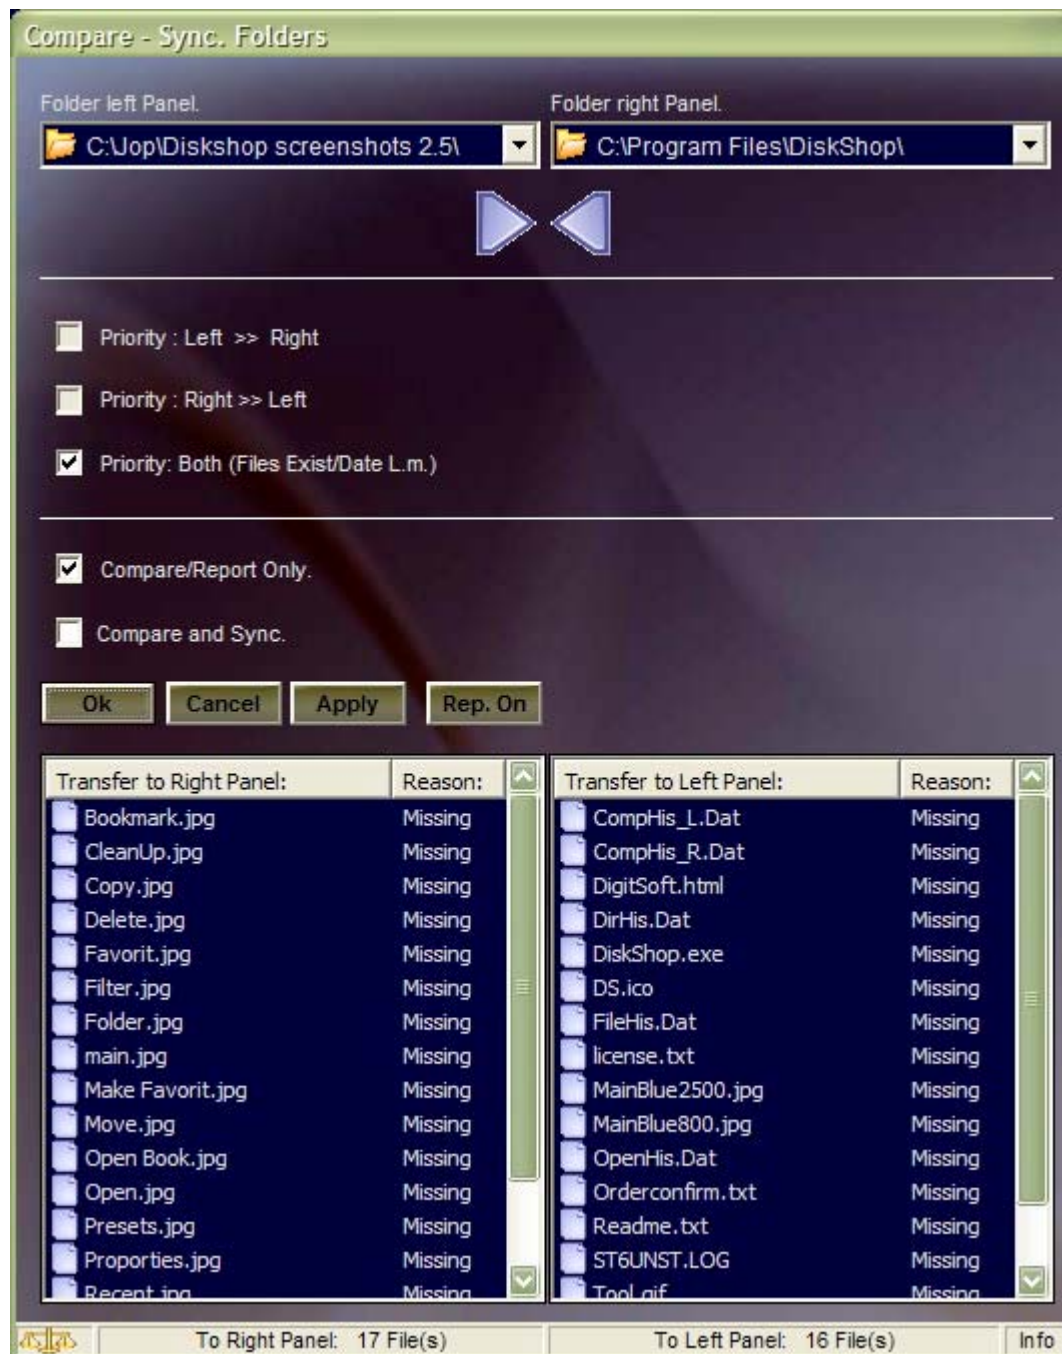 Compare - Sync. Folders
Folder left Panel. Folder right Panel.
C:\Jop\Diskshop screenshots 2.5\ C:\Program Files\DiskShop\
Priority : Left >> Right
Priority : Right >> Left
Priority: Both (Files Exist/Date L.m.)
Compare/Report Only.
Compare and Sync.
Ok Cancel Apply Rep. On
Transfer to Right Panel: Reason: Transfer to Left Panel: Reason:
Bookmark.jpg Missing CompHis_L.Dat Missing
CleanUp.jpg Missing CompHis_R.Dat Missing
Copy.jpg Missing DigitSoft.html Missing
Delete.jpg Missing DirHis.Dat Missing
Favorit.jpg Missing DiskShop.exe Missing
Filter.jpg Missing DS.ico Missing
Folder.jpg Missing FileHis.Dat Missing
main.jpg Missing license.txt Missing
Make Favorit.jpg Missing MainBlue2500.jpg Missing
Move.jpg Missing MainBlue800.jpg Missing
Open Book.jpg Missing OpenHis.Dat Missing
Open.jpg Missing Orderconfirm.txt Missing
Presets.jpg Missing Readme.txt Missing
Proporties.jpg Missing ST6UNST.LOG Missing
Recent.jpg Missing Tool.gif Missing
To Right Panel: 17 File(s) To Left Panel: 16 File(s) Info